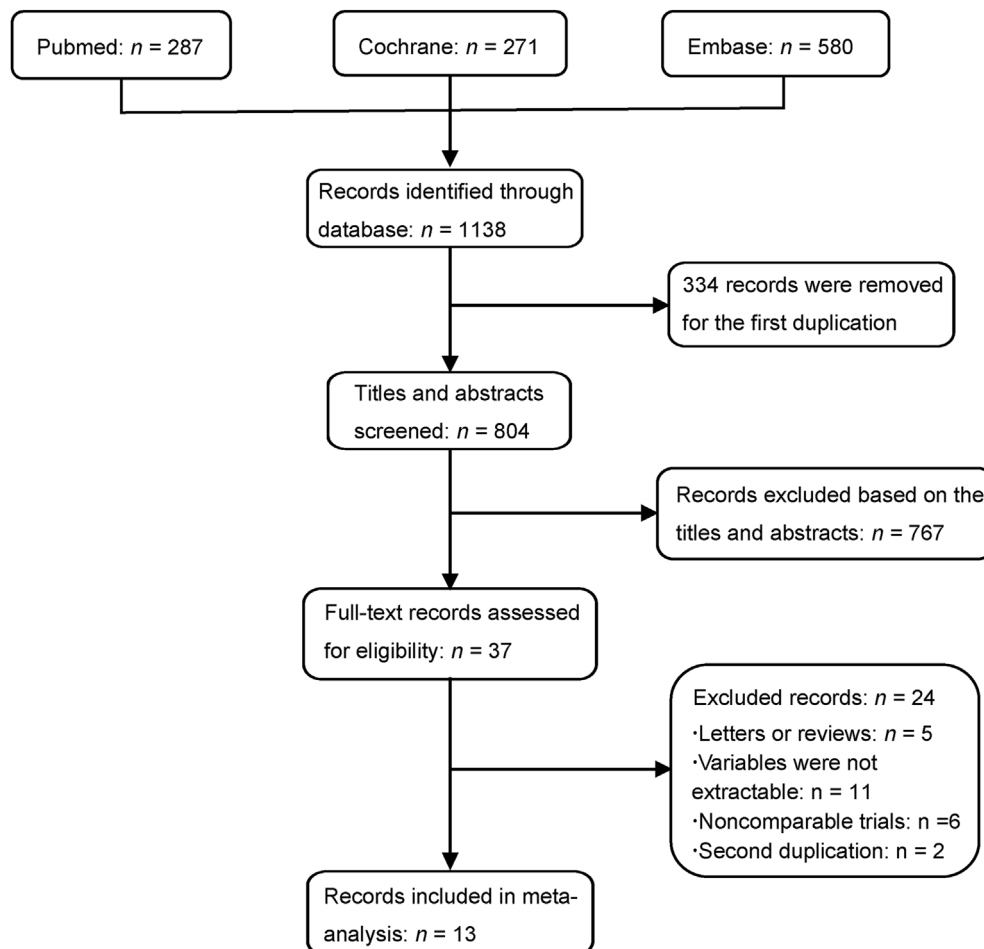 Pubmed: n = 287
Cochrane: n = 271
Embase: n = 580
Records identified through
database: n = 1138
334 records were removed
for the first duplication
Titles and abstracts
screened: n = 804
Records excluded based on the
titles and abstracts: n = 767
Full-text records assessed
for eligibility: n = 37
Excluded records: n = 24
·Letters or reviews: n = 5
·Variables were not
extractable: n = 11
·Noncomparable trials: n =6
·Second duplication: n = 2
Records included in meta-
analysis: n = 13